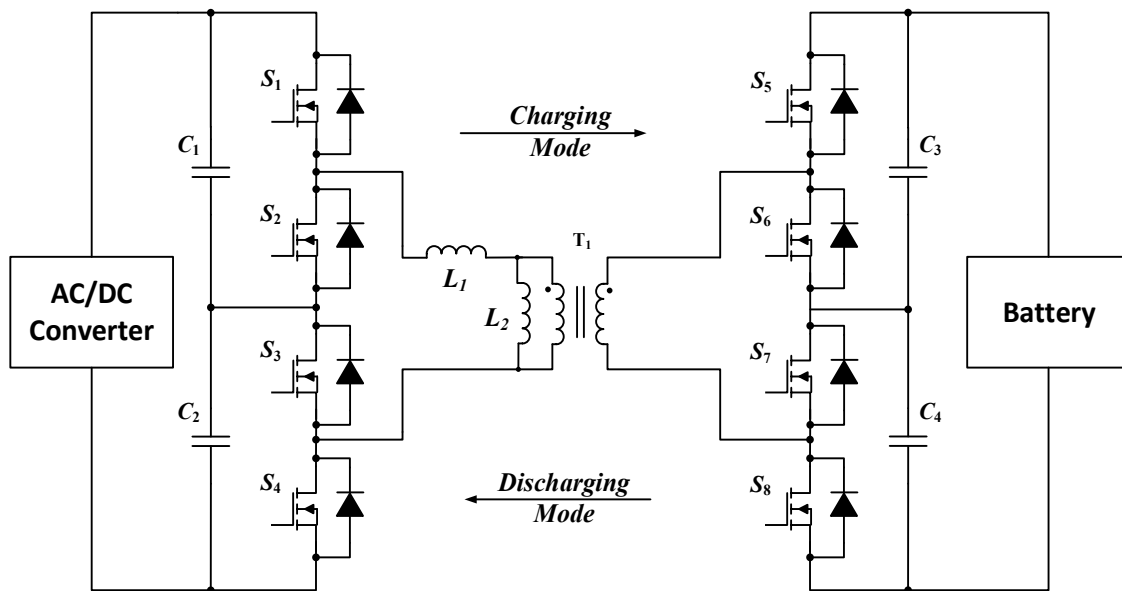 S1
S5
Charging
Mode
C1
C3
S2
S6
T1
AC/DC
Converter
L1
L2
Battery
S3
S7
C2
C4
S4
Discharging
Mode
S8